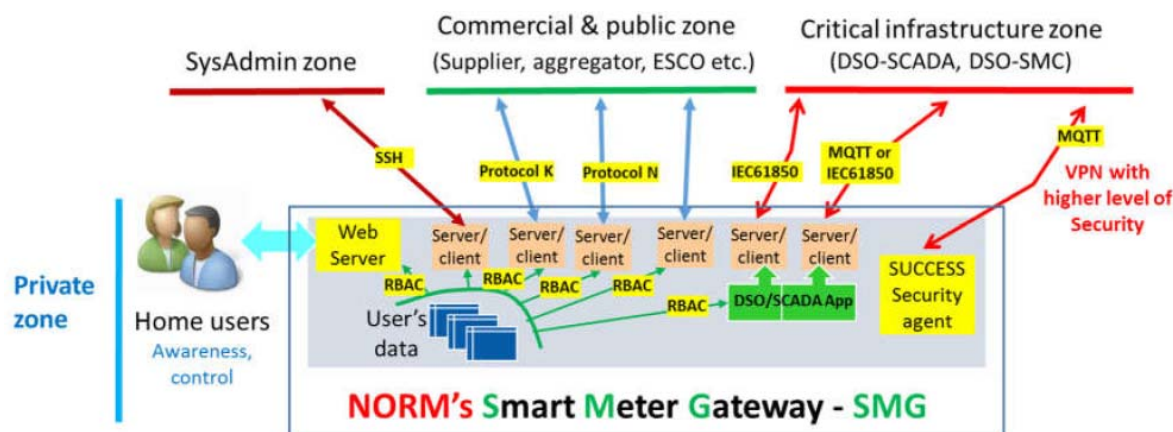 SysAdmin zone
Commercial & public zone
(Supplier, aggregator, ESCO etc.)
Critical infrastructure zone
(DSO-SCADA, DSO-SMC)
SSH
Protocol K
Protocol N
IEC61850
MQTT or
IEC61850
MQTT
VPN with
higher level of
Security
Private
zone
Home users
Awareness,
control
Web
Server
Server/
client
Server/
client
Server/
client
Server/
client
Server/
client
Server/
client
SUCCESS
Security
agent
RBAC
RBAC
RBAC
RBAC
RBAC
DSO/SCADA App
User's
data
NORM's Smart Meter Gateway - SMG